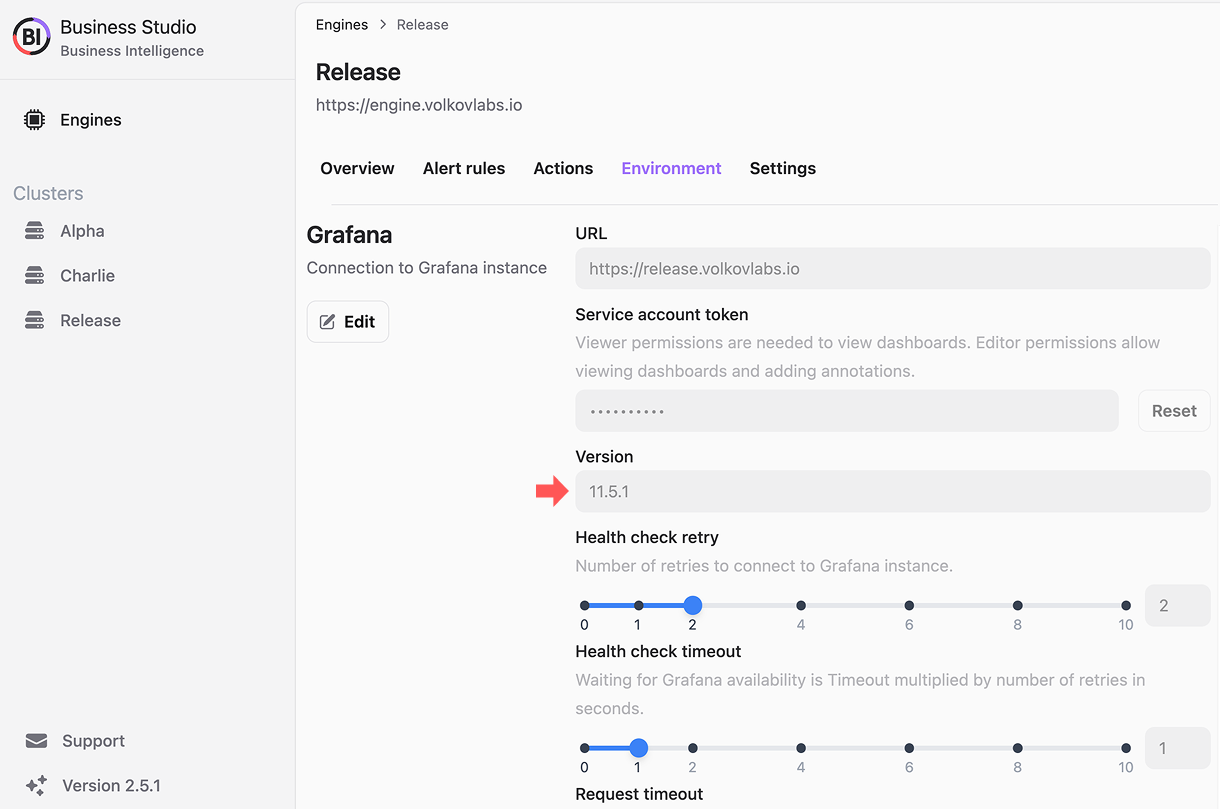 BI
Business Studio
Business Intelligence
Engines
Clusters
Alpha
Charlie
Release
Support
Version 2.5.1
Engines > Release
Release
https://engine.volkovlabs.io
Overview Alert rules Actions Environment Settings
Grafana
Connection to Grafana instance
Edit
URL
https://release.volkovlabs.io
Service account token
Viewer permissions are needed to view dashboards. Editor permissions allow
viewing dashboards and adding annotations.
••••••••••
Reset
Version
11.5.1
Health check retry
Number of retries to connect to Grafana instance.
0 1 2 4 6 8 10
2
Health check timeout
Waiting for Grafana availability is Timeout multiplied by number of retries in
seconds.
0 1 2 4 6 8 10
1
Request timeout